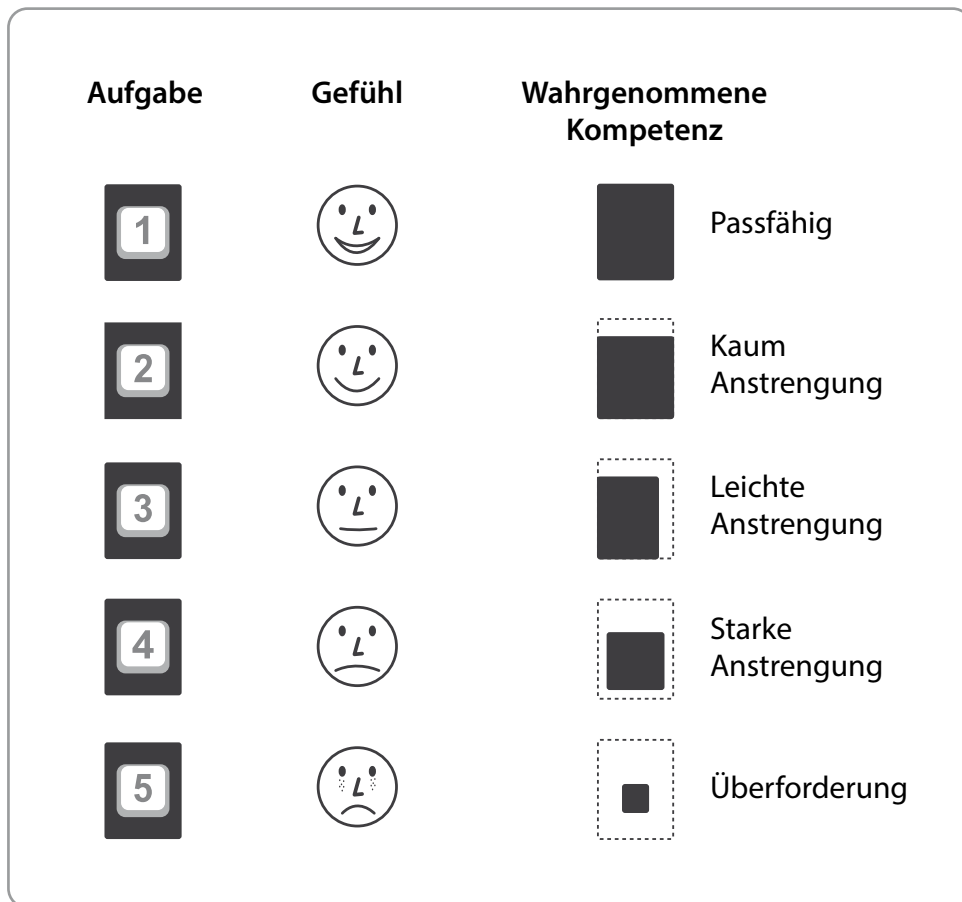 Aufgabe Gefühl Wahrgenommene
Kompetenz
1 Passfähig
2 Kaum
Anstrengung
3 Leichte
Anstrengung
4 Starke
Anstrengung
5 Überforderung